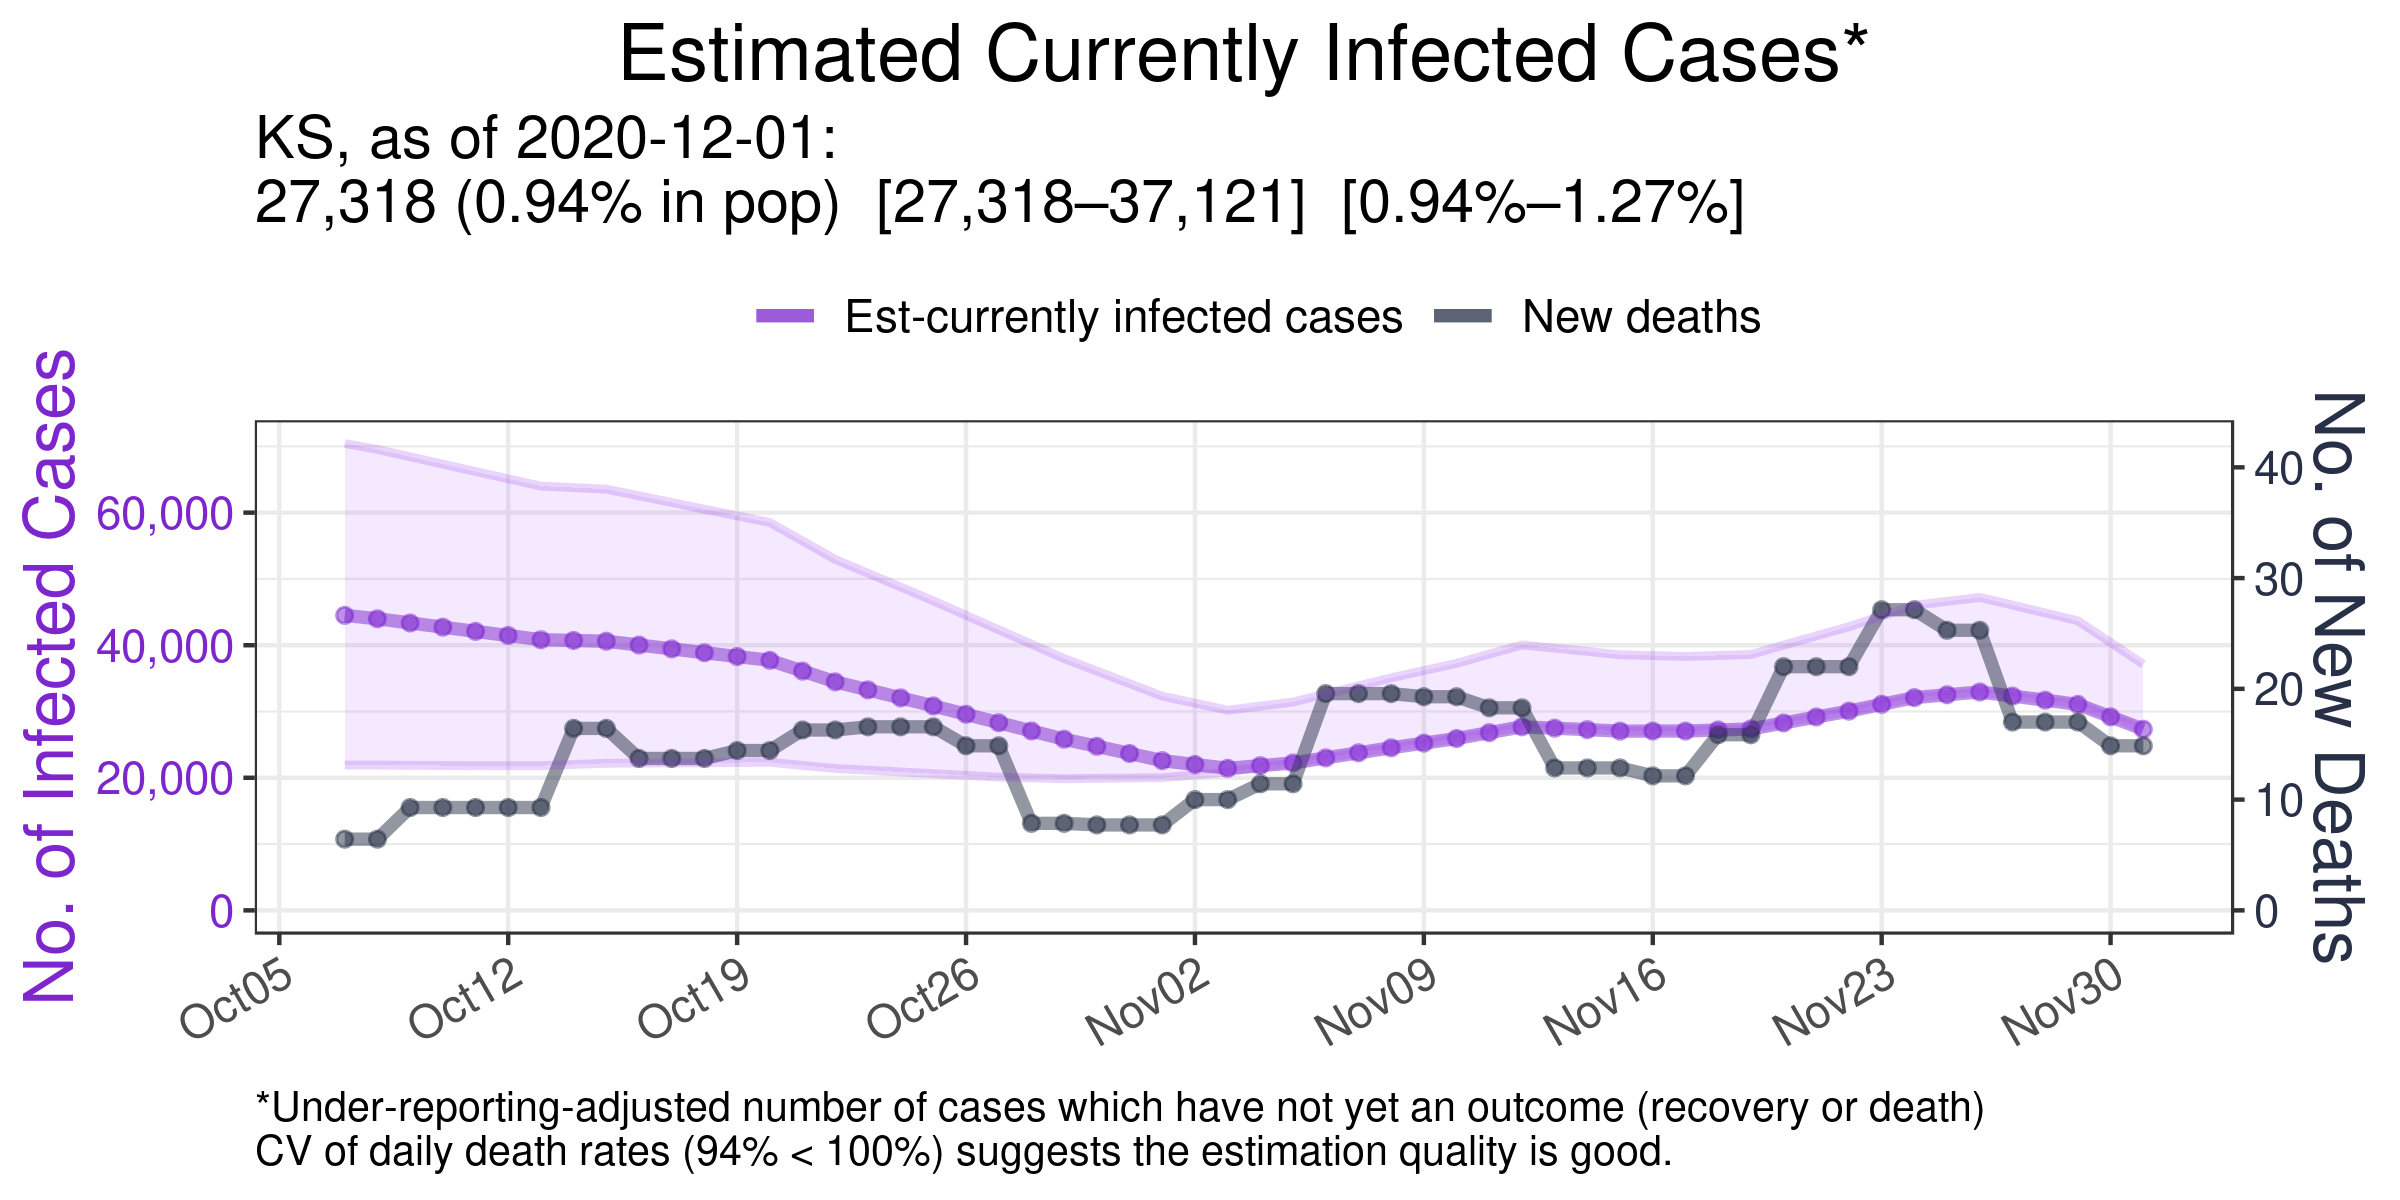 Estimated Currently Infected Cases*
KS, as of 2020-12-01:
27,318 (0.94% in pop)  [27,318–37,121]  [0.94%–1.27%]
Est-currently infected cases
New deaths
No. of Infected Cases
60,000
40,000
20,000
0
No. of New Deaths
40
30
20
10
0
Oct05
Oct12
Oct19
Oct26
Nov02
Nov09
Nov16
Nov23
Nov30
*Under-reporting-adjusted number of cases which have not yet an outcome (recovery or death)
CV of daily death rates (94% < 100%) suggests the estimation quality is good.